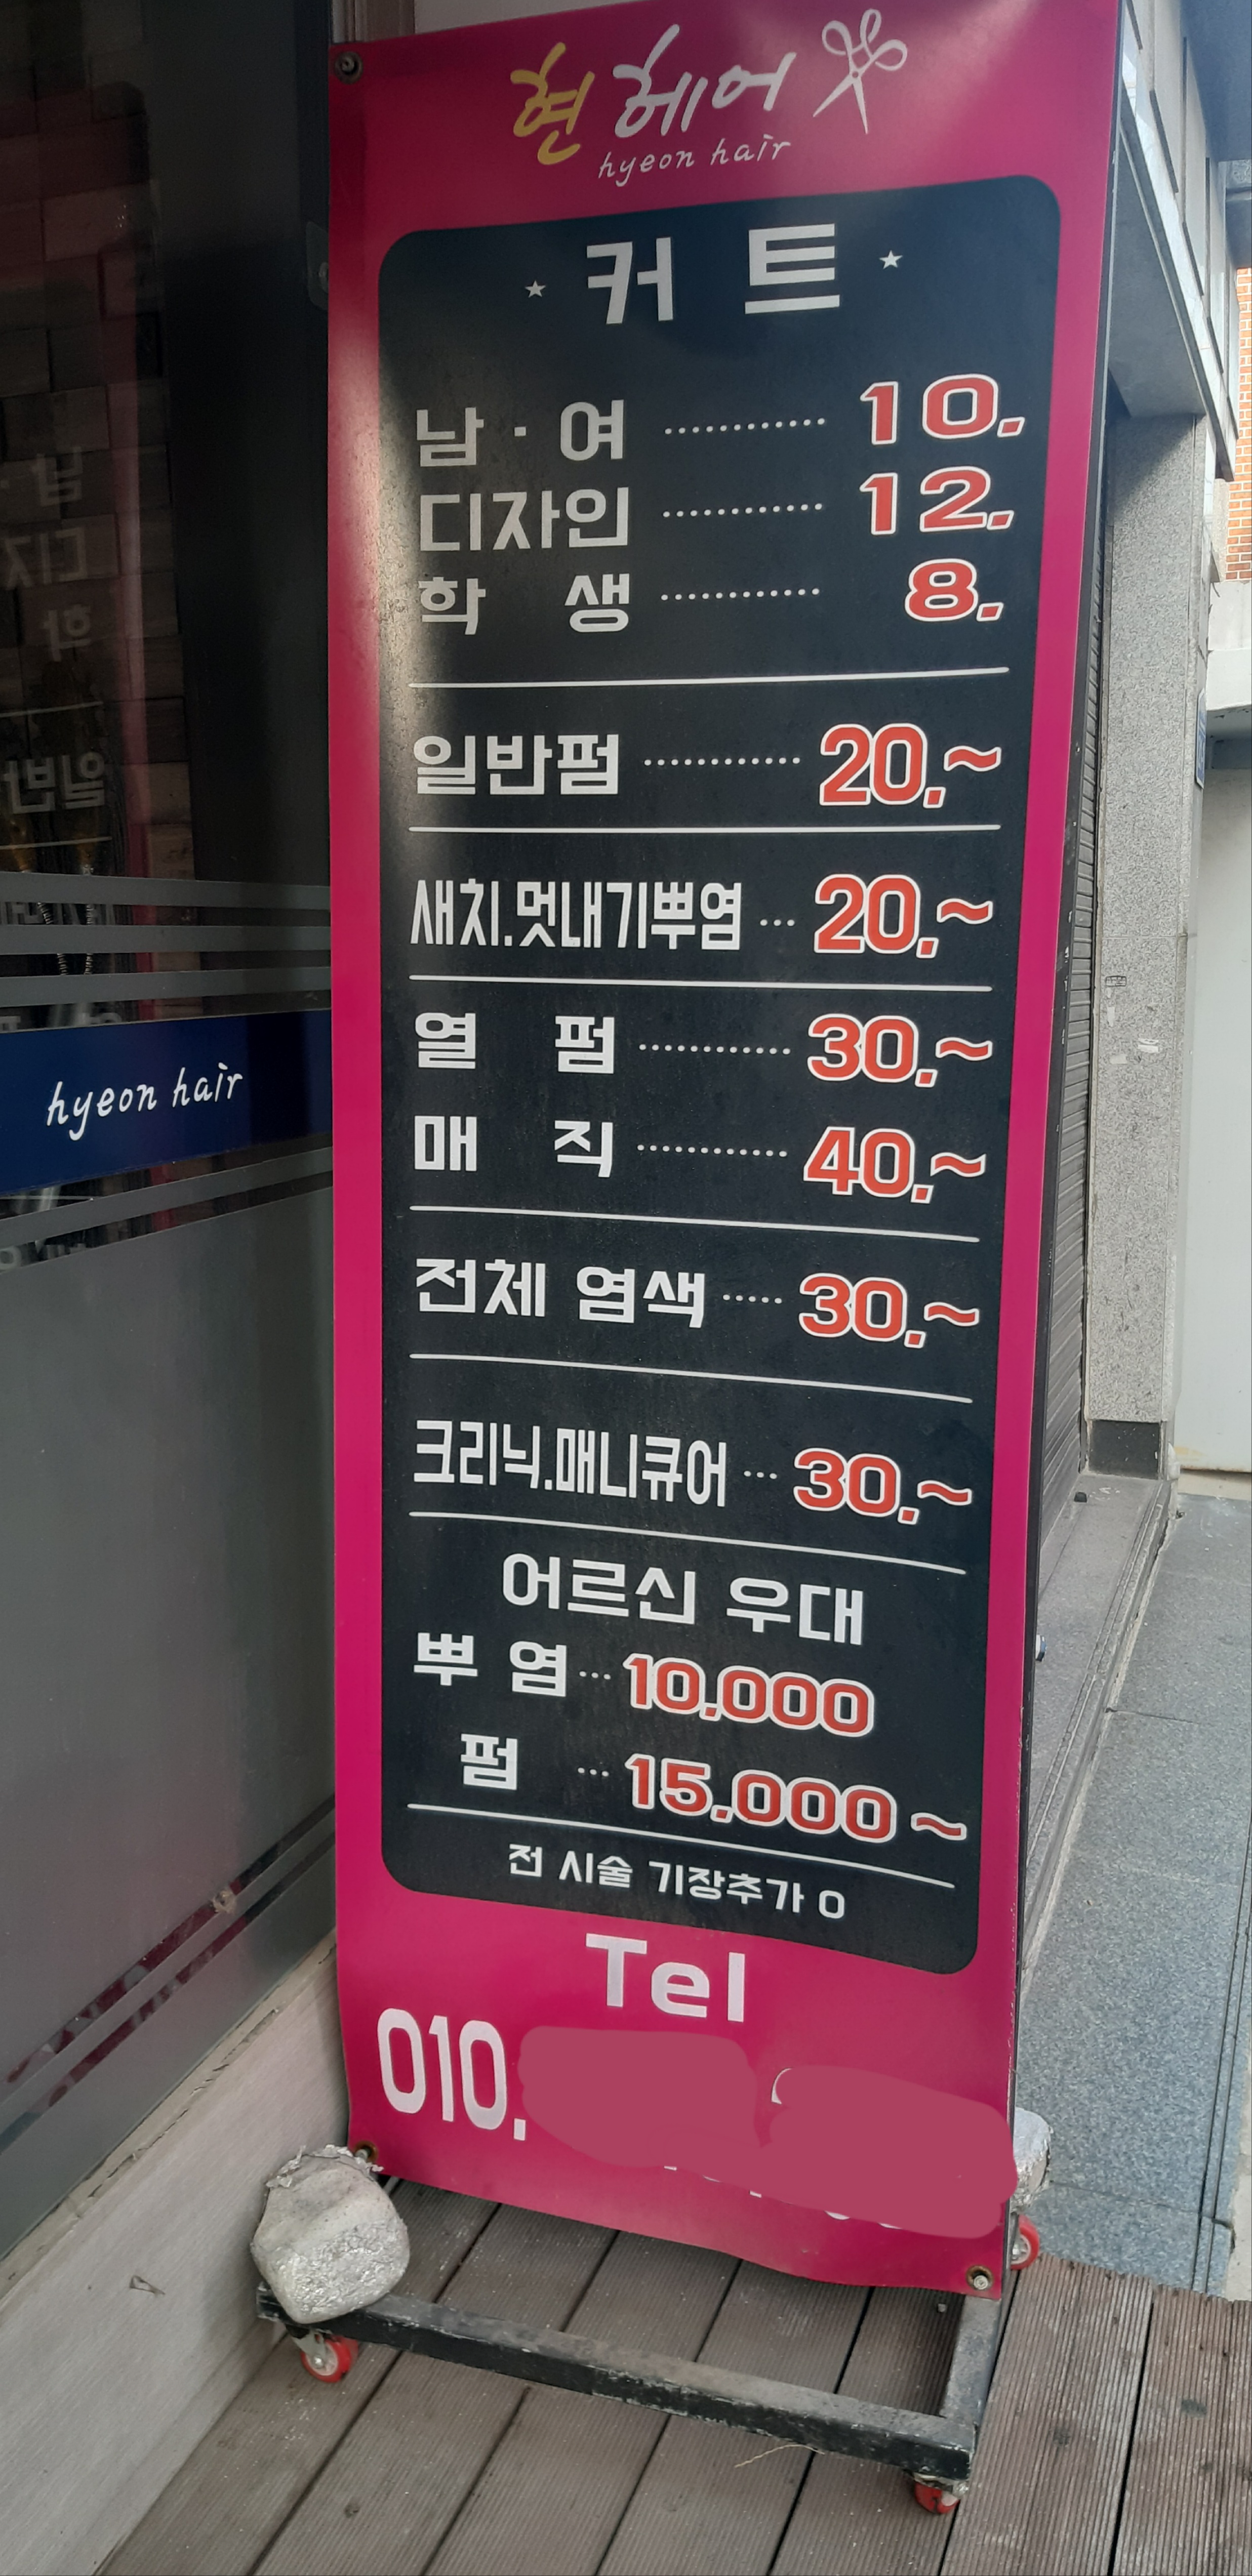 현 헤어
hyeon hair
커 트
남 · 여 ············ 10.
디자인 ············ 12.
학 생 ············ 8.
일반펌 ············ 20.~
새치.멋내기뿌염 ··· 20.~
열 펌 ············ 30.~
매 직 ············ 40.~
전체 염색 ····· 30.~
크리닉.매니큐어 ··· 30.~
어르신 우대
뿌 염 ··· 10,000
펌 ··· 15,000 ~
전 시술 기장추가 O
Tel
010.
hyeon hair